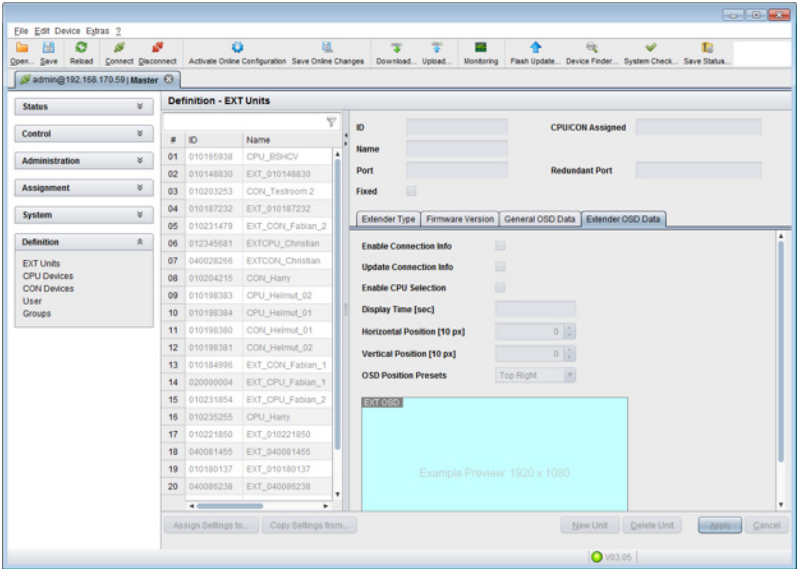 File Edit Device Extras ?
Open... Save Reload Connect Disconnect Activate Online Configuration Save Online Changes Download... Upload... Monitoring Flash Update... Device Finder... System Check... Save Status...
admin@192.168.170.59 | Master
Status
Control
Administration
Assignment
System
Definition
EXT Units
CPU Devices
CON Devices
User
Groups
Definition - EXT Units
# ID Name
01 010165938 CPU_BSHCV
02 010148830 EXT_010148830
03 010203253 CON_Testroom 2
04 010187232 EXT_010187232
05 010231479 EXT_CON_Fabian_2
06 012345681 EXTCPU_Christian
07 040028266 EXTCON_Christian
08 010204215 CON_Harry
09 010198383 CPU_Helmut_02
10 010198384 CPU_Helmut_01
11 010198380 CON_Helmut_01
12 010198381 CON_Helmut_02
13 010184996 EXT_CON_Fabian_1
14 020000004 EXT_CPU_Fabian_1
15 010231854 EXT_CPU_Fabian_2
16 010235255 CPU_Harry
17 010221850 EXT_010221850
18 040081455 EXT_040081455
19 010180137 EXT_010180137
20 040086238 EXT_040086238
Assign Settings to... Copy Settings from...
ID CPU/CON Assigned
Name
Port Redundant Port
Fixed
Extender Type Firmware Version General OSD Data Extender OSD Data
Enable Connection Info
Update Connection Info
Enable CPU Selection
Display Time [sec]
Horizontal Position [10 px] 0
Vertical Position [10 px] 0
OSD Position Presets Top Right
EXT OSD
Example Preview: 1920 x 1080
New Unit Delete Unit Apply Cancel
V03.05